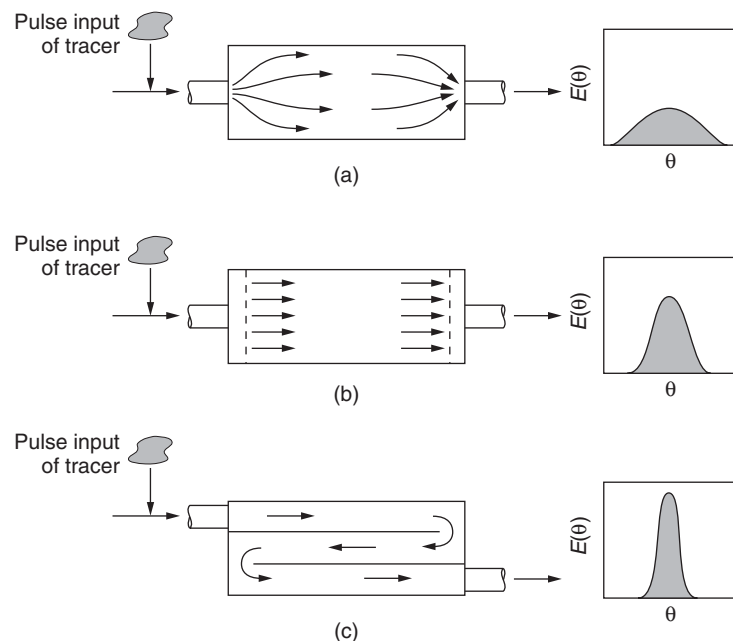 Pulse input
of tracer
E(θ)
θ
(a)
Pulse input
of tracer
E(θ)
θ
(b)
Pulse input
of tracer
E(θ)
θ
(c)